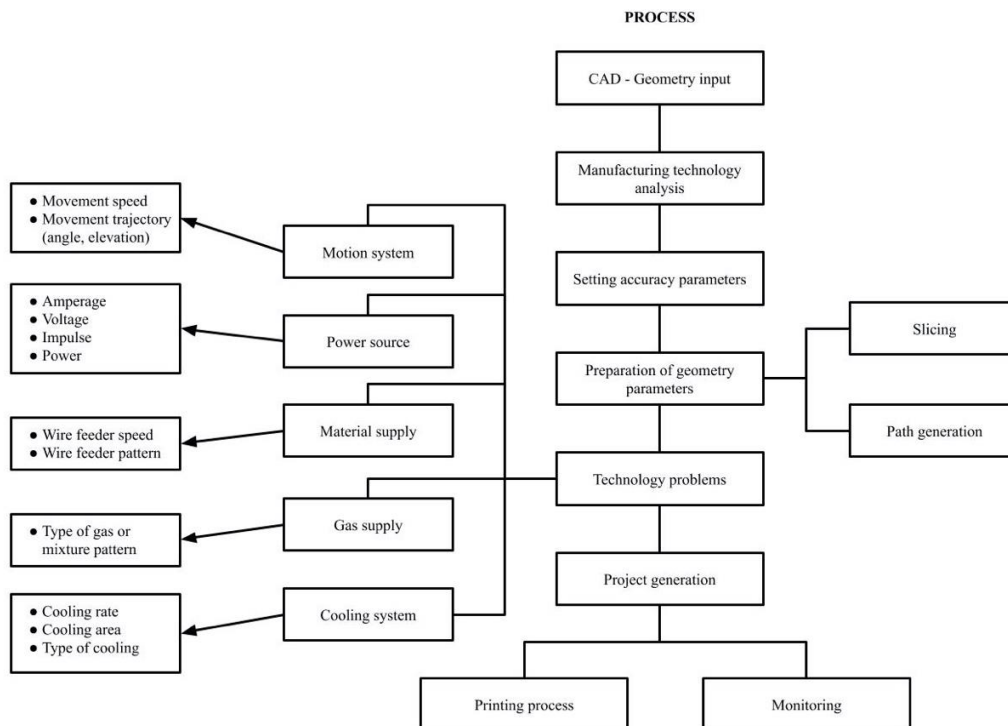 PROCESS
CAD - Geometry input
Manufacturing technology
analysis
Setting accuracy parameters
Preparation of geometry
parameters
Slicing
Path generation
Technology problems
Motion system
● Movement speed
● Movement trajectory
(angle, elevation)
Power source
● Amperage
● Voltage
● Impulse
● Power
Material supply
● Wire feeder speed
● Wire feeder pattern
Gas supply
● Type of gas or
mixture pattern
Cooling system
● Cooling rate
● Cooling area
● Type of cooling
Project generation
Printing process
Monitoring